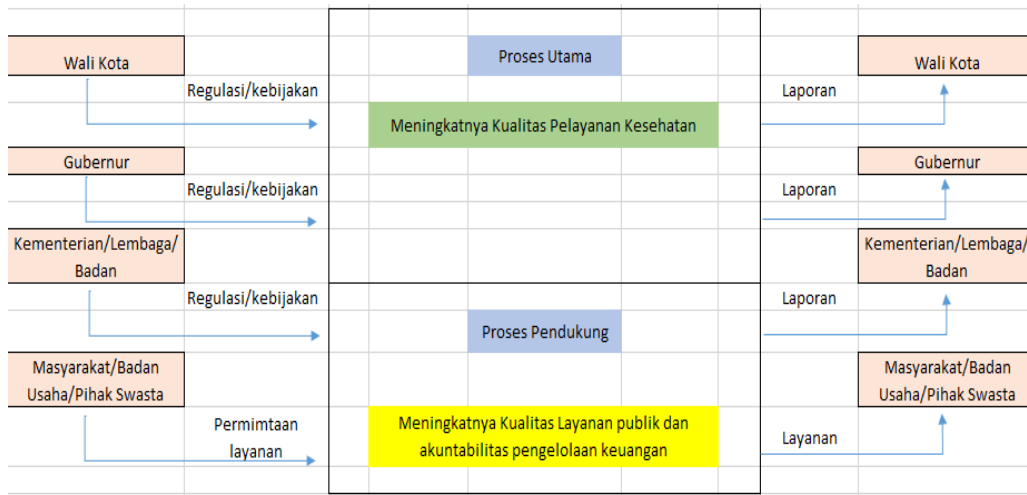 Wali Kota
Regulasi/kebijakan
Gubernur
Regulasi/kebijakan
Kementerian/Lembaga/
Badan
Regulasi/kebijakan
Masyarakat/Badan
Usaha/Pihak Swasta
Permimtaan
layanan
Proses Utama
Meningkatnya Kualitas Pelayanan Kesehatan
Proses Pendukung
Meningkatnya Kualitas Layanan publik dan
akuntabilitas pengelolaan keuangan
Wali Kota
Laporan
Gubernur
Laporan
Kementerian/Lembaga/
Badan
Laporan
Masyarakat/Badan
Usaha/Pihak Swasta
Layanan